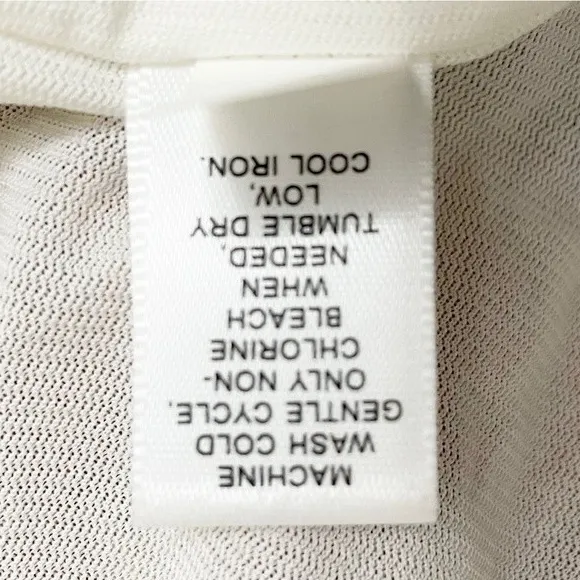 MACHINE
WASH COLD
GENTLE CYCLE.
ONLY NON-
CHLORINE
BLEACH
WHEN
NEEDED,
TUMBLE DRY
LOW,
COOL IRON.